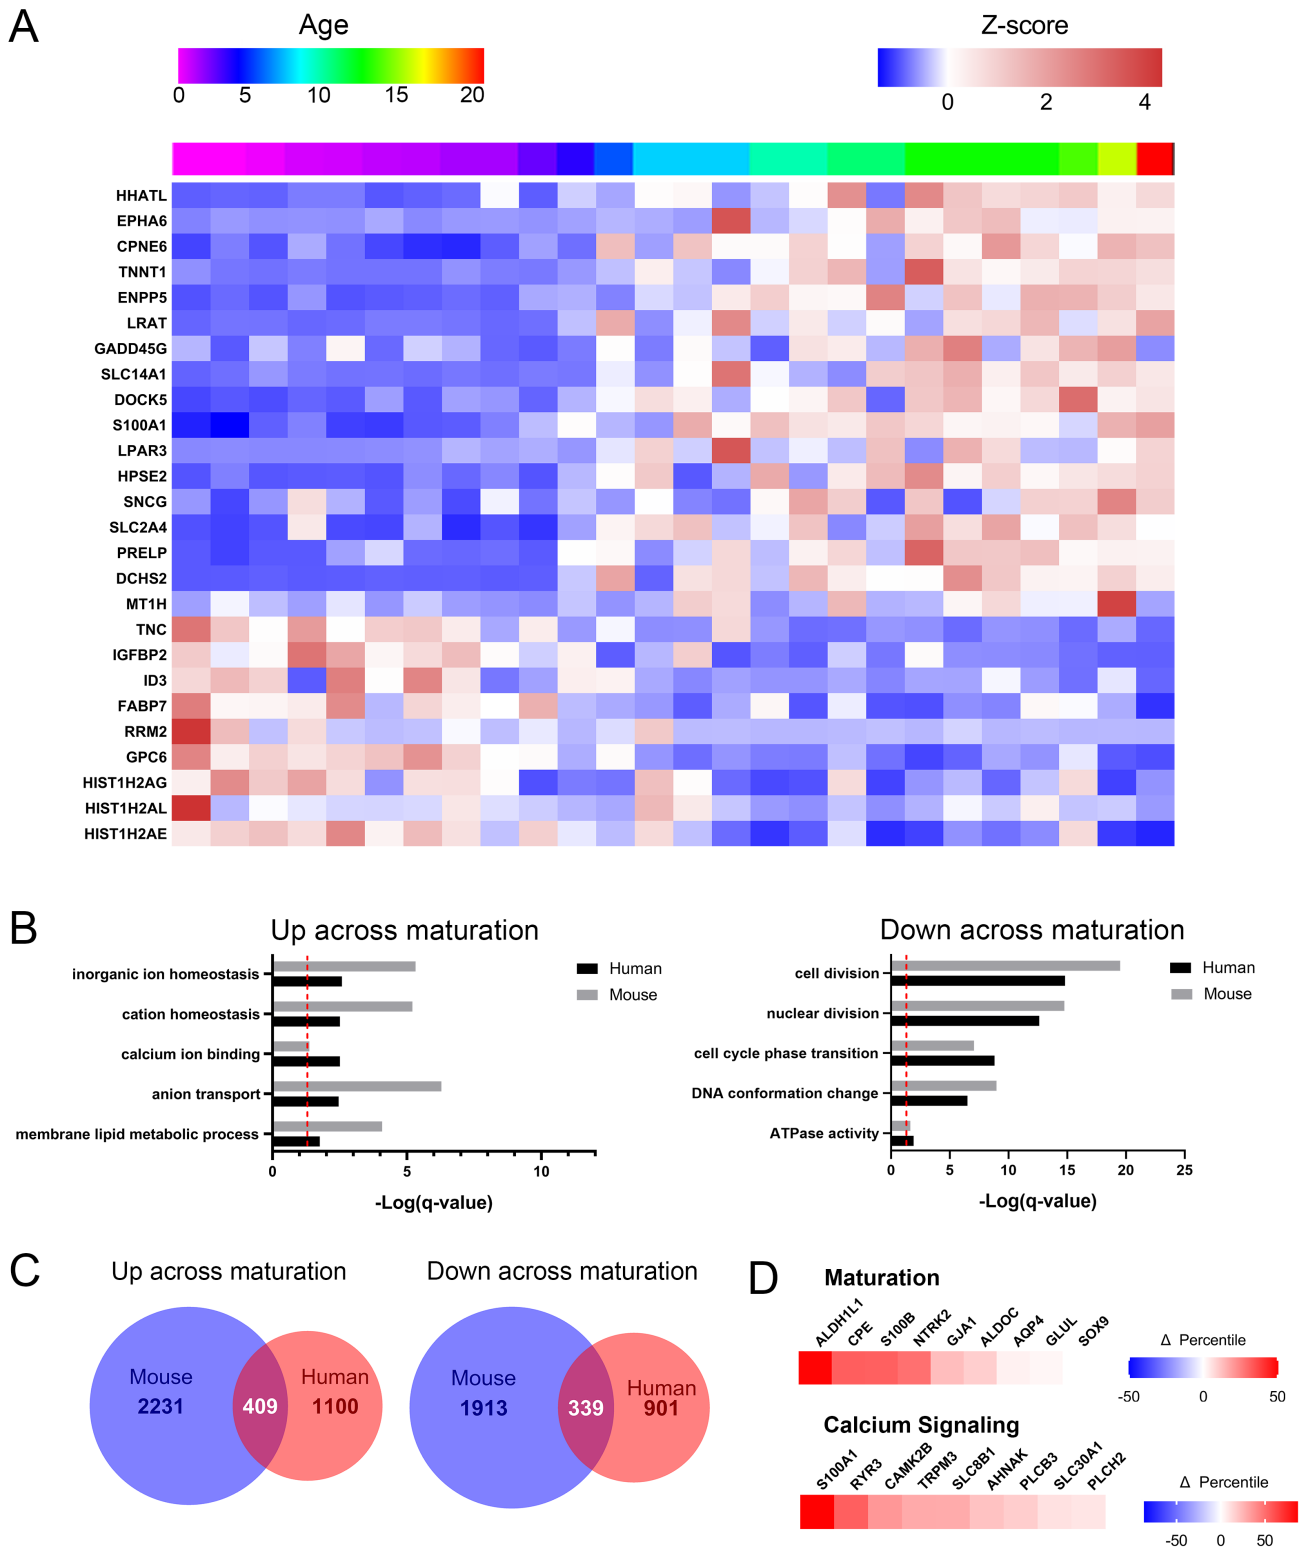 A
Age
Z-score
0 5 10 15 20
0 2 4
HHATL
EPHA6
CPNE6
TNNT1
ENPP5
LRAT
GADD45G
SLC14A1
DOCK5
S100A1
LPAR3
HPSE2
SNCG
SLC2A4
PRELP
DCHS2
MT1H
TNC
IGFBP2
ID3
FABP7
RRM2
GPC6
HIST1H2AG
HIST1H2AL
HIST1H2AE
B
Up across maturation
inorganic ion homeostasis
cation homeostasis
calcium ion binding
anion transport
membrane lipid metabolic process
Human
Mouse
0 5 10
-Log(q-value)
Down across maturation
cell division
nuclear division
cell cycle phase transition
DNA conformation change
ATPase activity
Human
Mouse
0 5 10 15 20 25
-Log(q-value)
C
Up across maturation
Mouse
2231
409
Human
1100
Down across maturation
Mouse
1913
339
Human
901
D
Maturation
ALDH1L1 CPE S100B NTRK2 GJA1 ALDOC AQP4 GLUL SOX9
Δ Percentile
-50 0 50
Calcium Signaling
S100A1 RYR3 CAMK2B TRPM3 SLC8B1 AHNAK PLCB3 SLC30A1 PLCH2
Δ Percentile
-50 0 50